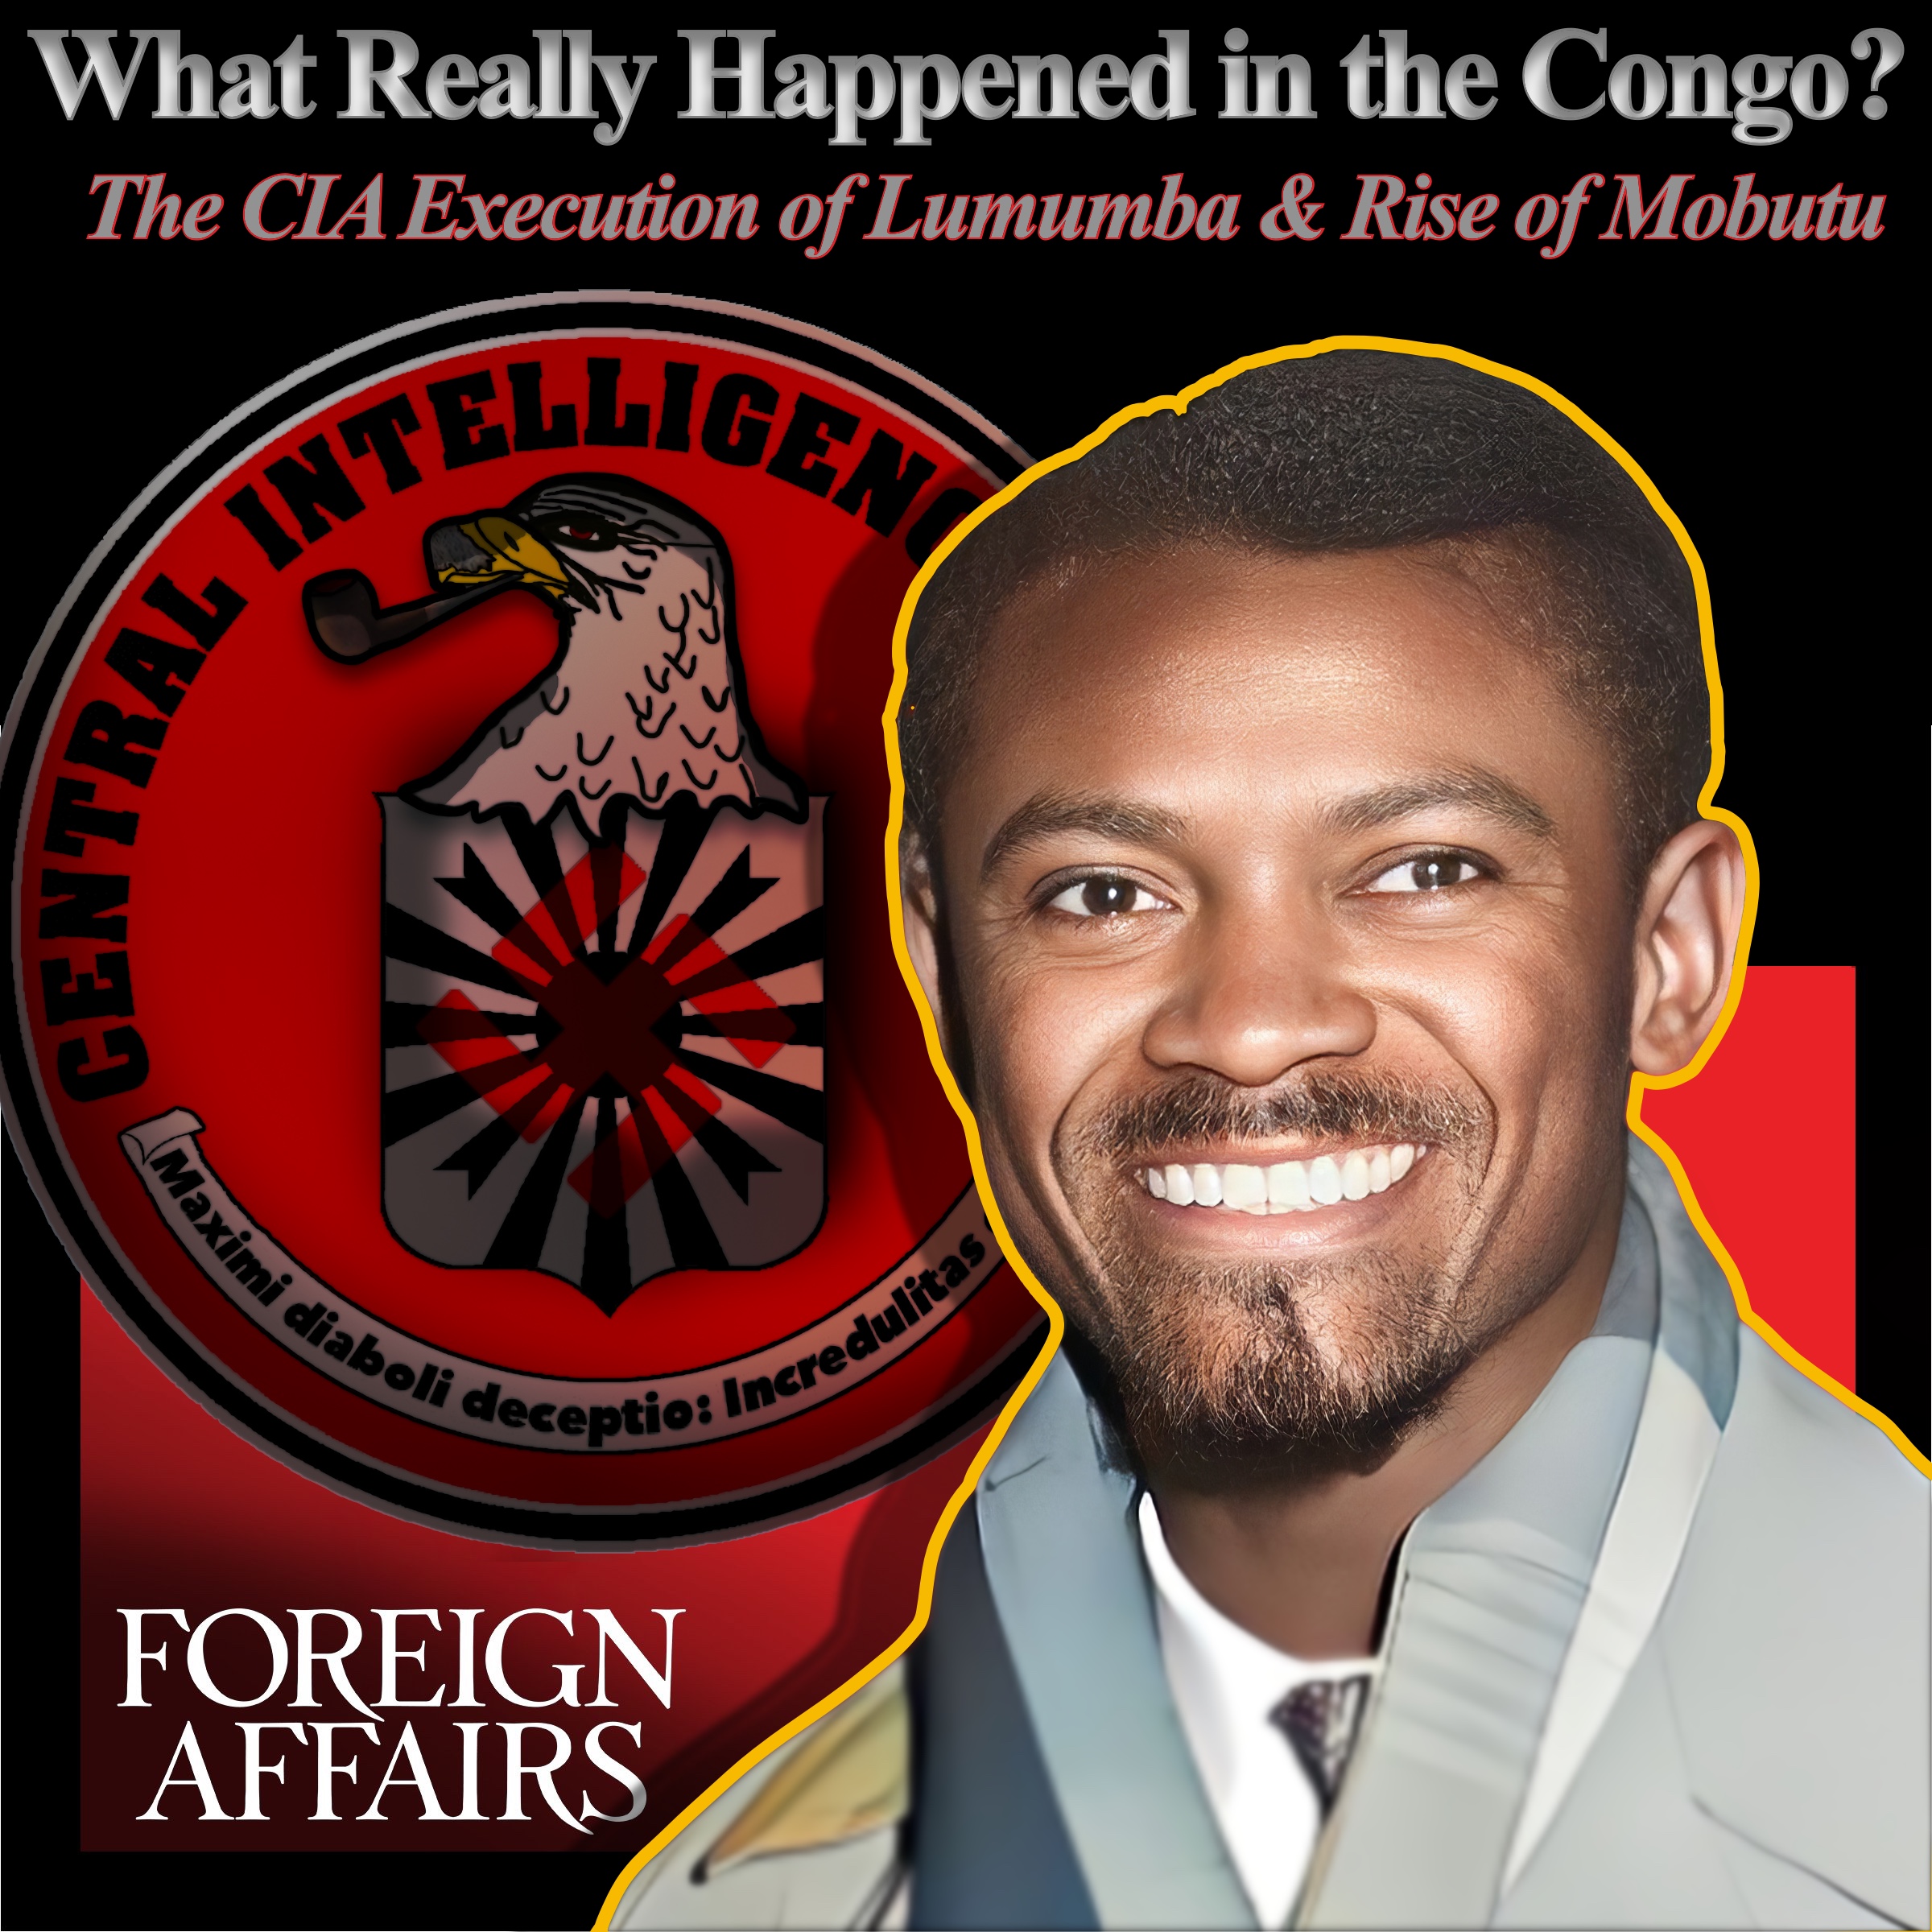 What Really Happened in the Congo?
The CIA Execution of Lumumba & Rise of Mobutu
CENTRAL INTELLIGENC
Maximi diaboli deceptio: Incredulitas
FOREIGN
AFFAIRS